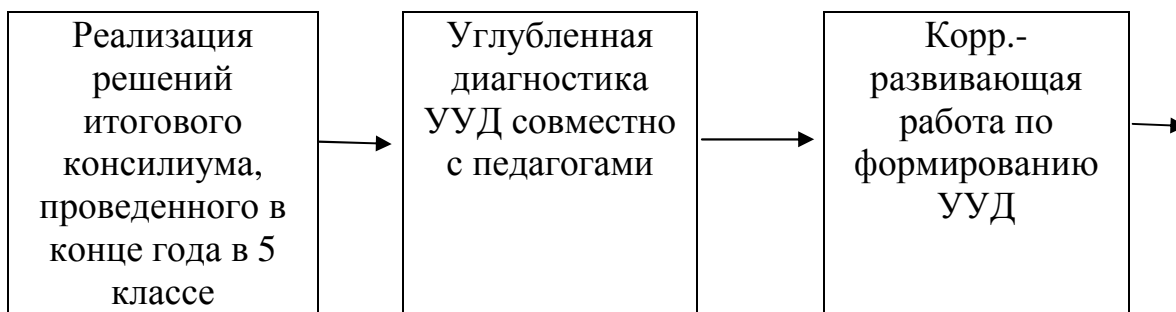 Реализация
решений
итогового
консилиума,
проведенного в
конце года в 5
классе
Углубленная
диагностика
УУД совместно
с педагогами
Корр.-
развивающая
работа по
формированию
УУД